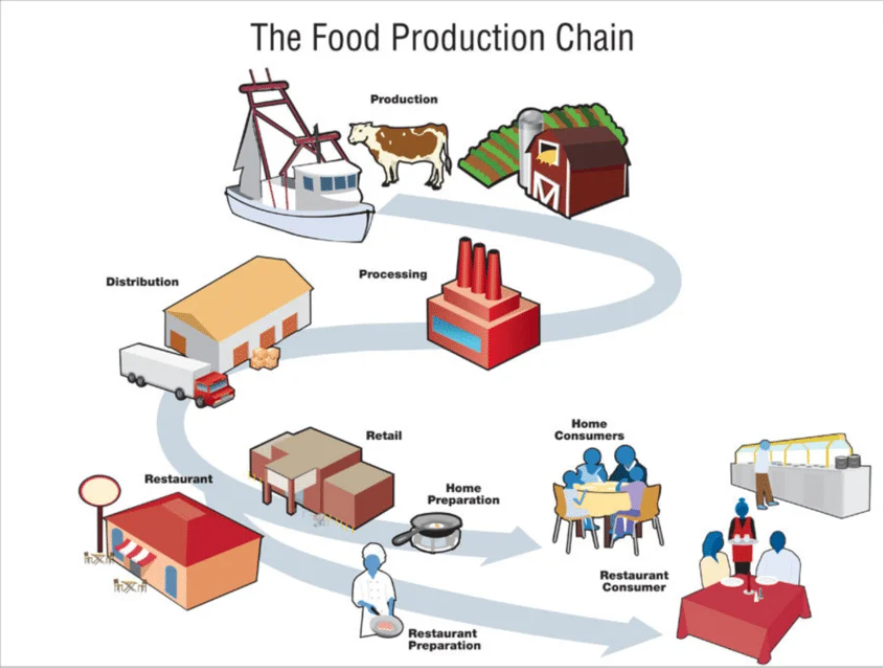 The Food Production Chain
Production
Distribution
Processing
Retail
Home
Consumers
Restaurant
Home
Preparation
Restaurant
Consumer
Restaurant
Preparation